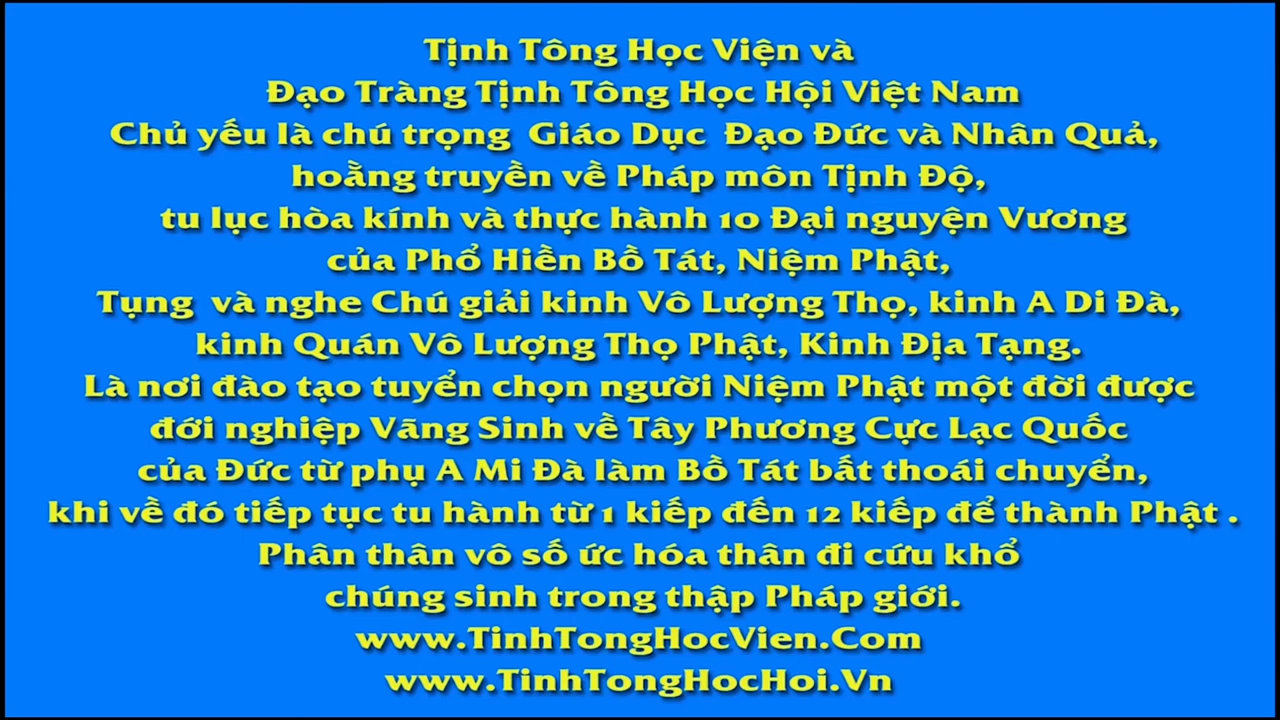 Tịnh Tông Học Viện và
Đạo Tràng Tịnh Tông Học Hội Việt Nam
Chủ yếu là chú trọng Giáo Dục Đạo Đức và Nhân Quả,
hoằng truyền về Pháp môn Tịnh Độ,
tu lục hòa kính và thực hành 10 Đại nguyện Vương
của Phổ Hiền Bồ Tát, Niệm Phật,
Tụng và nghe Chú giải kinh Vô Lượng Thọ, kinh A Di Đà,
kinh Quán Vô Lượng Thọ Phật, Kinh Địa Tạng.
Là nơi đào tạo tuyển chọn người Niệm Phật một đời được
đới nghiệp Vãng Sinh về Tây Phương Cực Lạc Quốc
của Đức từ phụ A Mi Đà làm Bồ Tát bất thoái chuyển,
khi về đó tiếp tục tu hành từ 1 kiếp đến 12 kiếp để thành Phật .
Phân thân vô số ức hóa thân đi cứu khổ
chúng sinh trong thập Pháp giới.
www.TinhTongHocVien.Com
www.TinhTongHocHoi.Vn